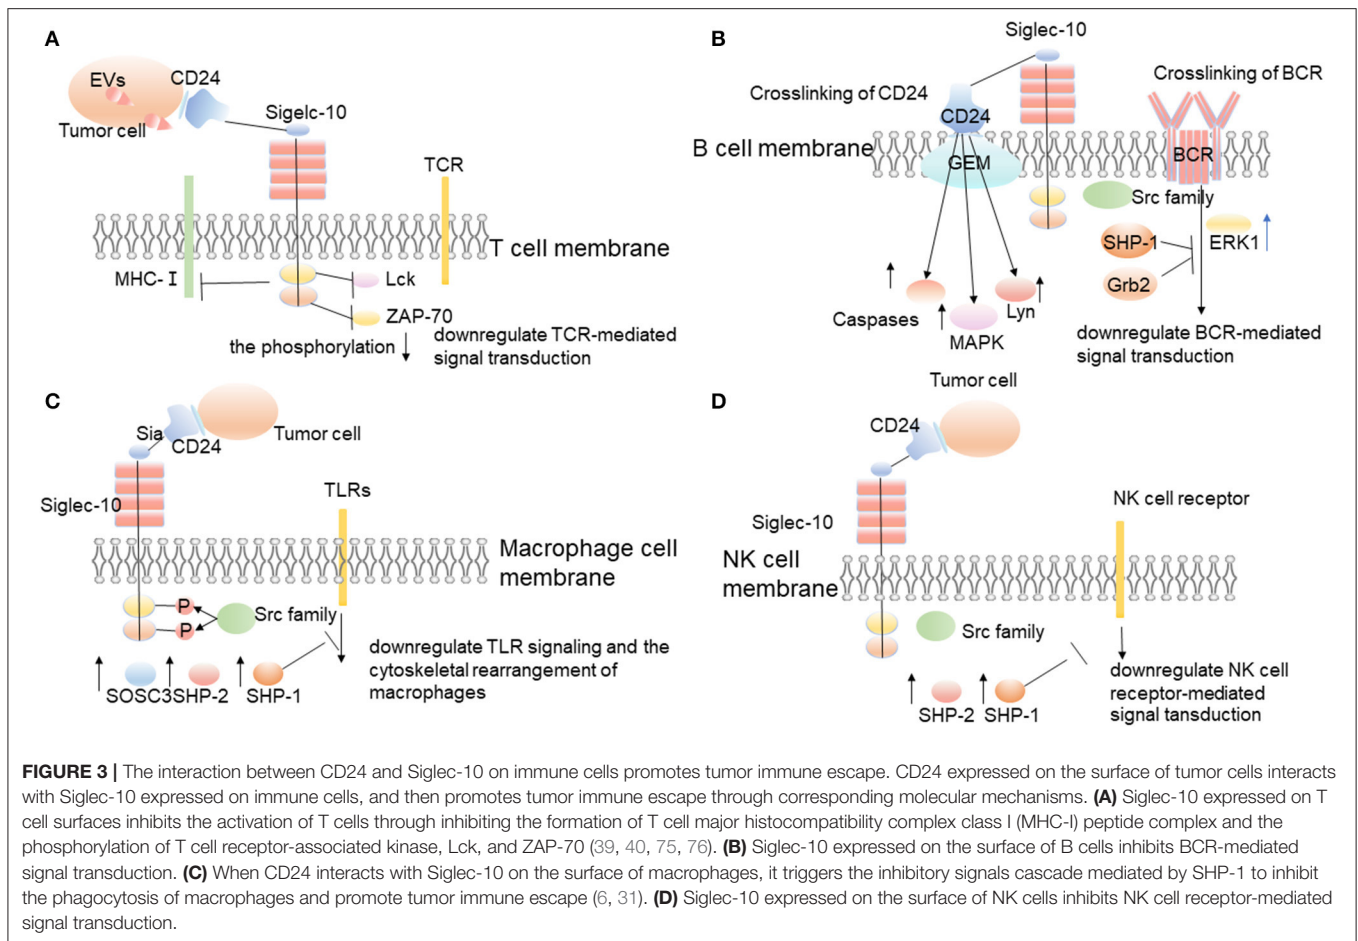 A
EVs
CD24
Tumor cell
Sigelc-10
TCR
T cell membrane
MHC-Ⅰ
Lck
ZAP-70
the phosphorylation
downregulate TCR-mediated
signal transduction
B
Siglec-10
Crosslinking of BCR
Crosslinking of CD24
CD24
B cell membrane
GEM
BCR
Src family
SHP-1
ERK1
Grb2
Lyn
Caspases
MAPK
downregulate BCR-mediated
signal transduction
C
Sia
CD24
Tumor cell
Siglec-10
TLRs
Macrophage cell
membrane
P
P
Src family
SOSC3
SHP-2
SHP-1
downregulate TLR signaling and the
cytoskeletal rearrangement of
macrophages
D
Tumor cell
CD24
Siglec-10
NK cell receptor
NK cell
membrane
Src family
SHP-2
SHP-1
downregulate NK cell
receptor-mediated
signal tansduction
FIGURE 3 | The interaction between CD24 and Siglec-10 on immune cells promotes tumor immune escape. CD24 expressed on the surface of tumor cells interacts
with Siglec-10 expressed on immune cells, and then promotes tumor immune escape through corresponding molecular mechanisms. (A) Siglec-10 expressed on T
cell surfaces inhibits the activation of T cells through inhibiting the formation of T cell major histocompatibility complex class I (MHC-I) peptide complex and the
phosphorylation of T cell receptor-associated kinase, Lck, and ZAP-70 (39, 40, 75, 76). (B) Siglec-10 expressed on the surface of B cells inhibits BCR-mediated
signal transduction. (C) When CD24 interacts with Siglec-10 on the surface of macrophages, it triggers the inhibitory signals cascade mediated by SHP-1 to inhibit
the phagocytosis of macrophages and promote tumor immune escape (6, 31). (D) Siglec-10 expressed on the surface of NK cells inhibits NK cell receptor-mediated
signal transduction.